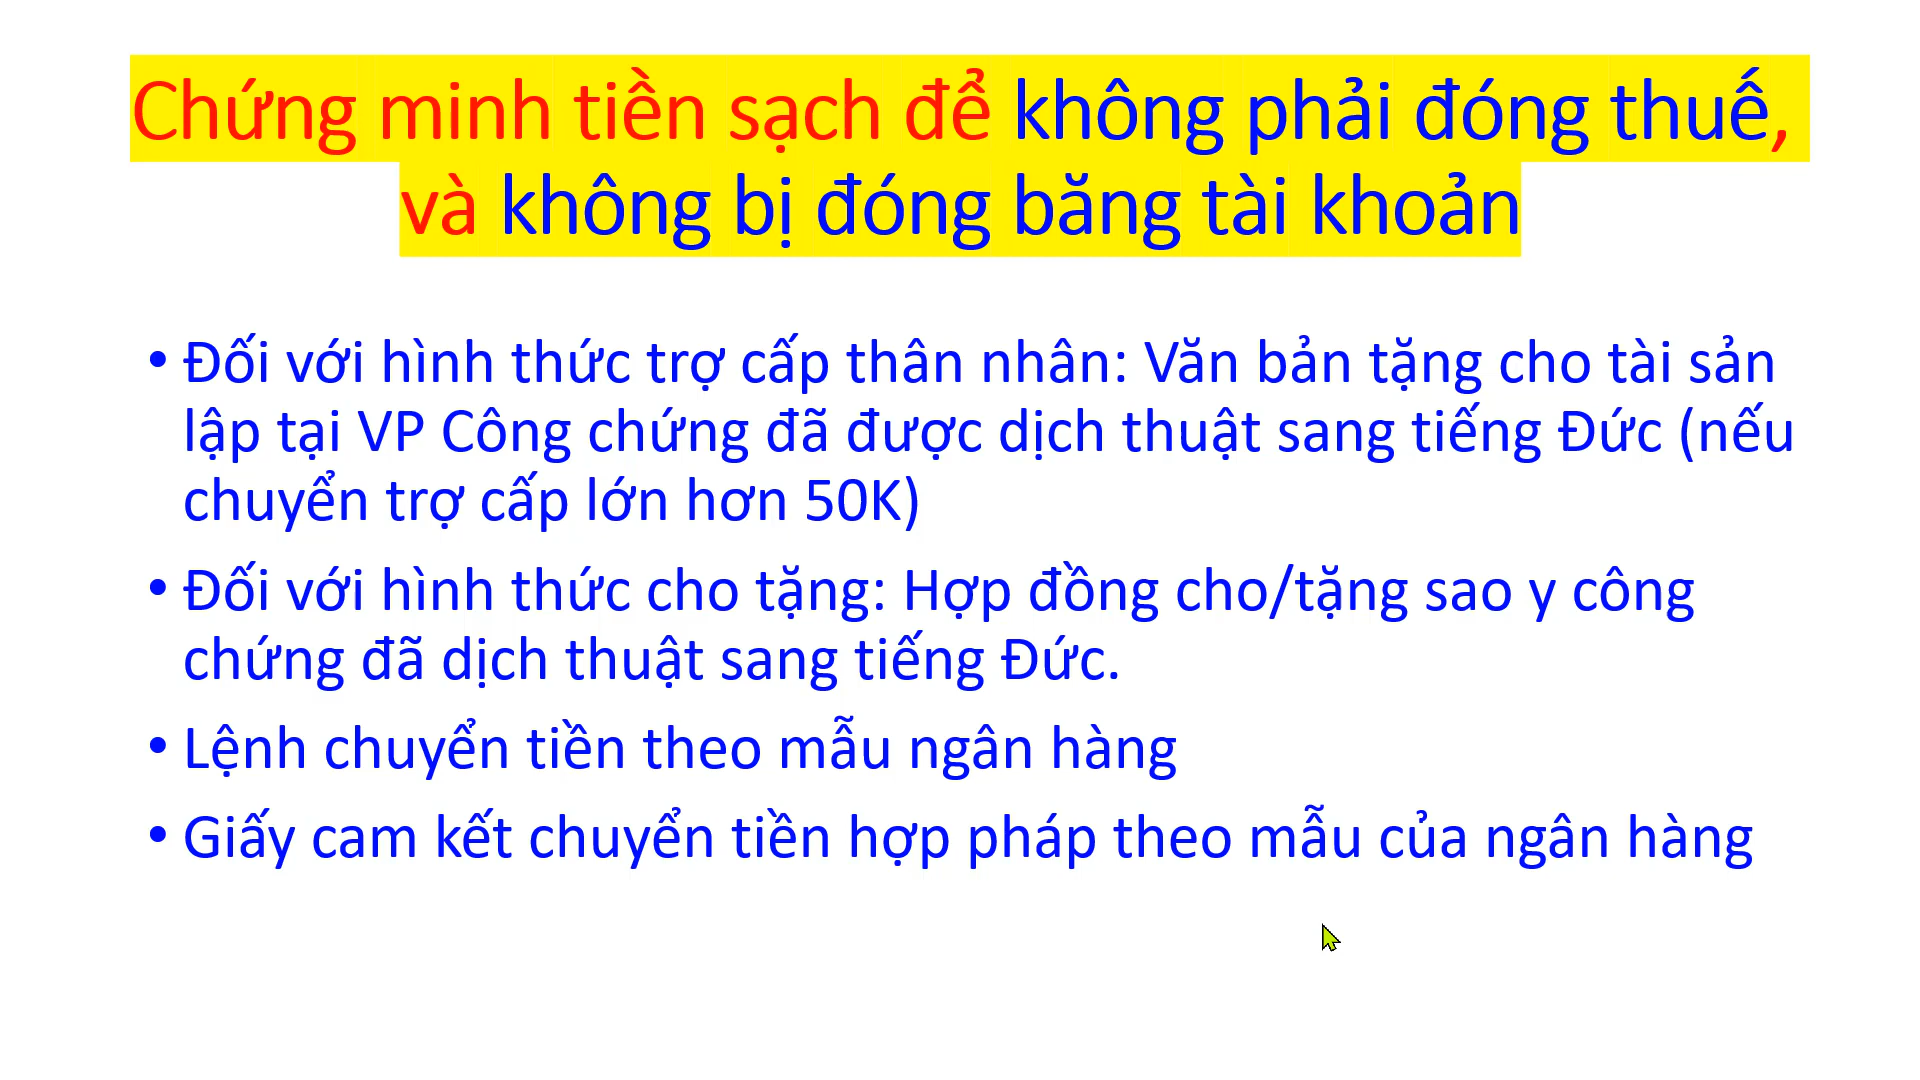 Chứng minh tiền sạch để không phải đóng thuế,
và không bị đóng băng tài khoản
• Đối với hình thức trợ cấp thân nhân: Văn bản tặng cho tài sản
lập tại VP Công chứng đã được dịch thuật sang tiếng Đức (nếu
chuyển trợ cấp lớn hơn 50K)
• Đối với hình thức cho tặng: Hợp đồng cho/tặng sao y công
chứng đã dịch thuật sang tiếng Đức.
• Lệnh chuyển tiền theo mẫu ngân hàng
• Giấy cam kết chuyển tiền hợp pháp theo mẫu của ngân hàng